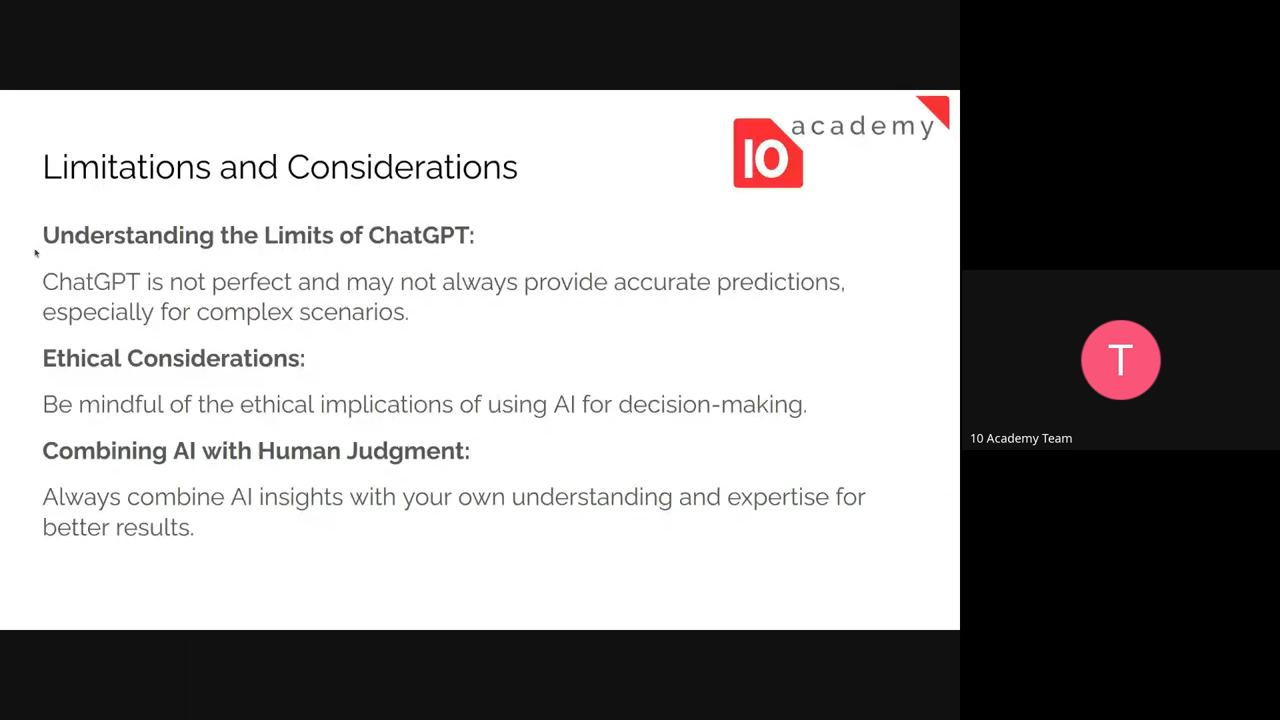 10 academy
Limitations and Considerations
Understanding the Limits of ChatGPT:
ChatGPT is not perfect and may not always provide accurate predictions,
especially for complex scenarios.
Ethical Considerations:
Be mindful of the ethical implications of using AI for decision-making.
Combining AI with Human Judgment:
Always combine AI insights with your own understanding and expertise for
better results.
T
10 Academy Team